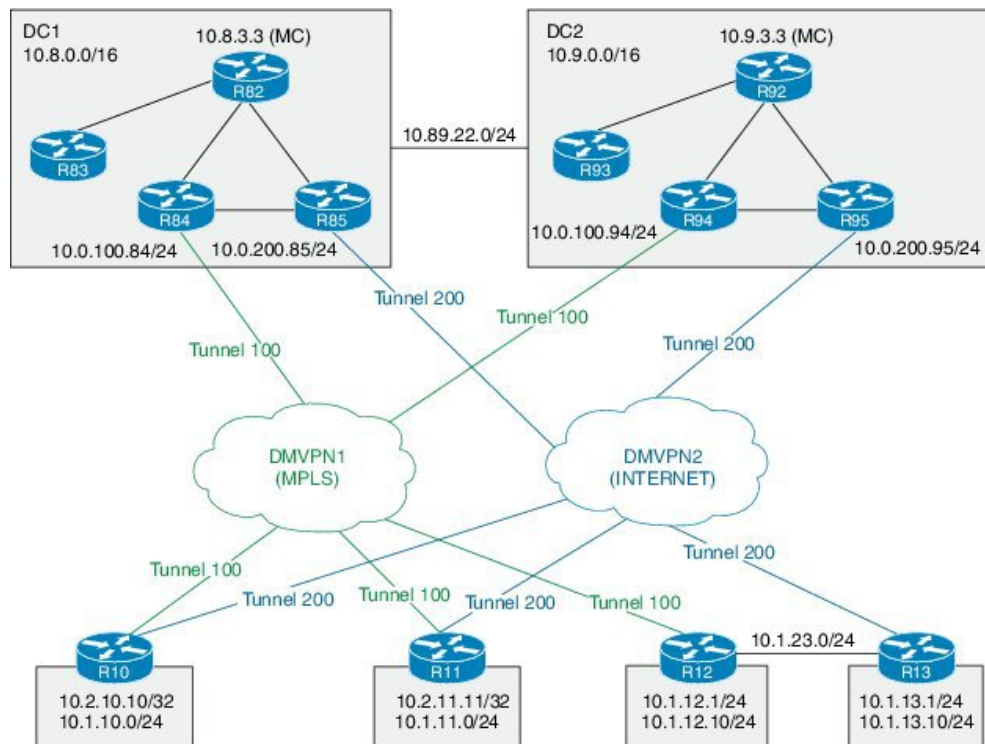 DC1
10.8.0.0/16
10.8.3.3 (MC)
R82
R83
R84
R85
10.0.100.84/24
10.0.200.85/24
10.89.22.0/24
DC2
10.9.0.0/16
10.9.3.3 (MC)
R92
R93
R94
R95
10.0.100.94/24
10.0.200.95/24
Tunnel 200
Tunnel 100
Tunnel 100
Tunnel 200
DMVPN1
(MPLS)
DMVPN2
(INTERNET)
Tunnel 100
Tunnel 200
Tunnel 100
Tunnel 200
Tunnel 100
Tunnel 200
R10
R11
R12
10.1.23.0/24
R13
10.2.10.10/32
10.1.10.0/24
10.2.11.11/32
10.1.11.0/24
10.1.12.1/24
10.1.12.10/24
10.1.13.1/24
10.1.13.10/24